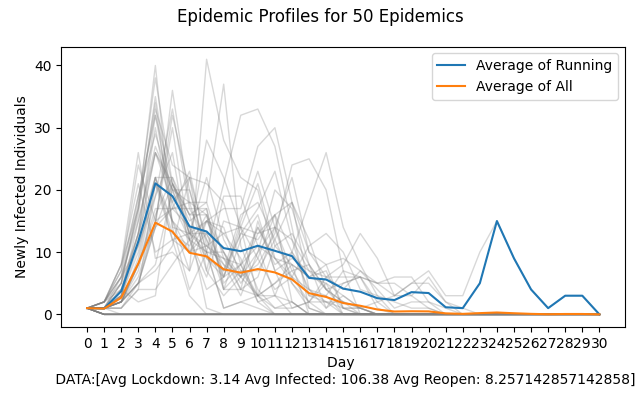 Epidemic Profiles for 50 Epidemics
Average of Running
Average of All
Newly Infected Individuals
40
30
20
10
0
0 1 2 3 4 5 6 7 8 9 10 11 12 13 14 15 16 17 18 19 20 21 22 23 24 25 26 27 28 29 30
Day
DATA:[Avg Lockdown: 3.14 Avg Infected: 106.38 Avg Reopen: 8.257142857142858]